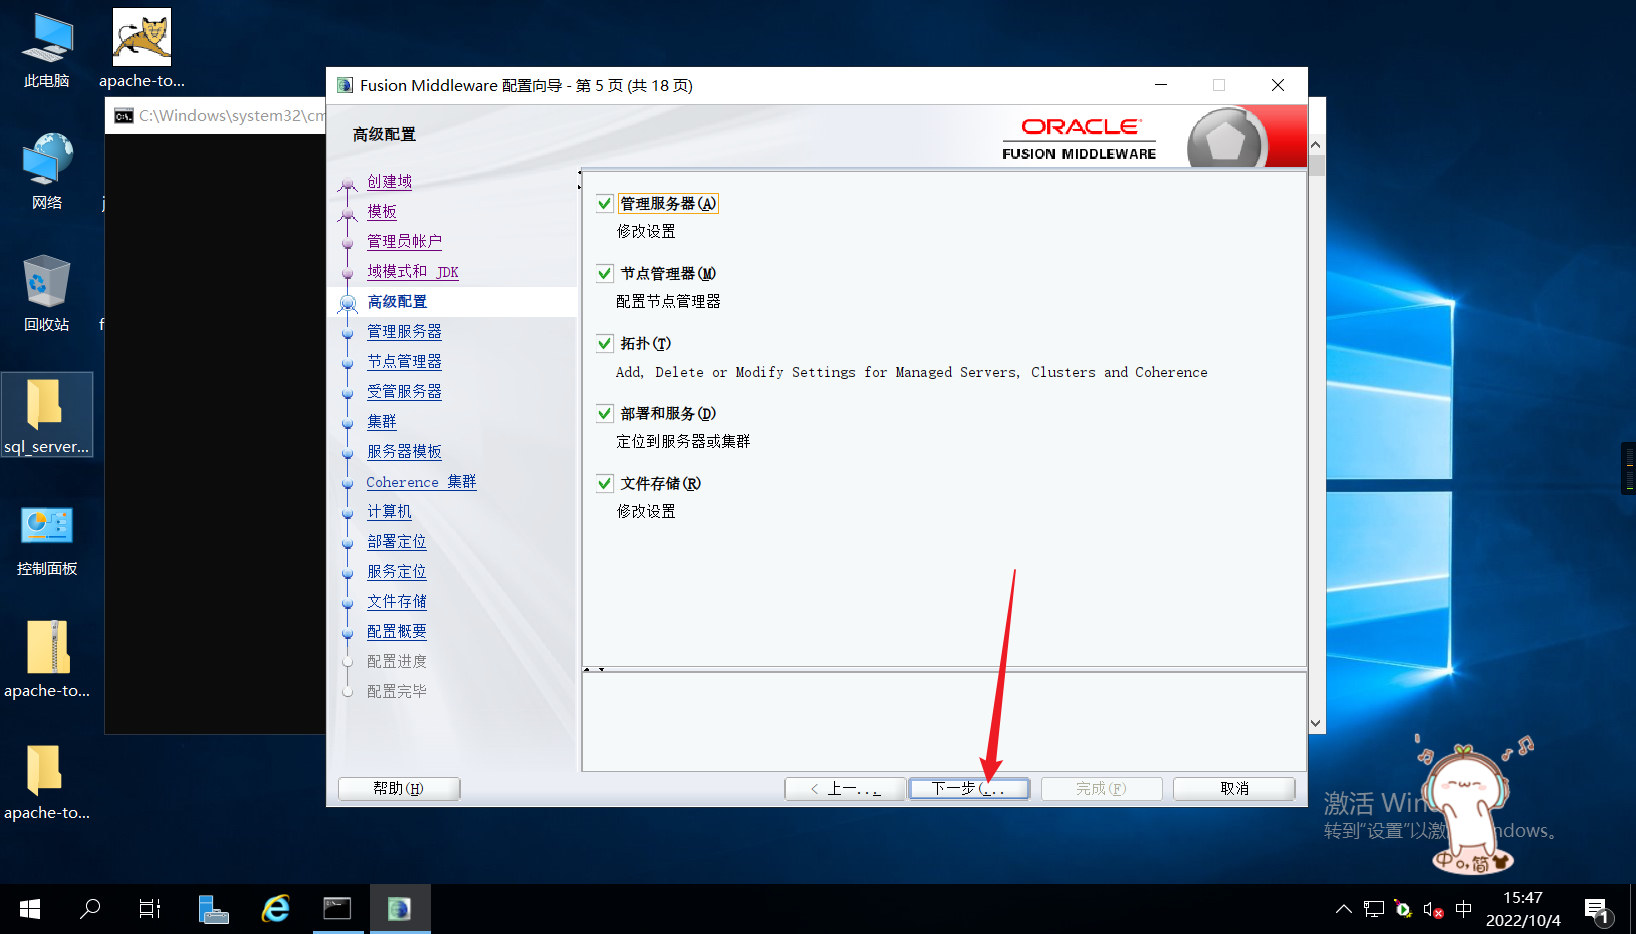 此电脑
apache-to...
网络
回收站
sql_server...
控制面板
apache-to...
apache-to...
C:\Windows\system32\cm
Fusion Middleware 配置向导 - 第 5 页 (共 18 页)
高级配置
ORACLE
FUSION MIDDLEWARE
创建域
模板
管理员帐户
域模式和 JDK
高级配置
管理服务器
节点管理器
受管服务器
集群
服务器模板
Coherence 集群
计算机
部署定位
服务定位
文件存储
配置概要
配置进度
配置完毕
管理服务器(A)
修改设置
节点管理器(M)
配置节点管理器
拓扑(T)
Add, Delete or Modify Settings for Managed Servers, Clusters and Coherence
部署和服务(D)
定位到服务器或集群
文件存储(R)
修改设置
帮助(H)
< 上一...
下一步(...
完成(F)
取消
激活 Win
转到"设置"以激 ndows。
中 简
中
15:47
2022/10/4
1